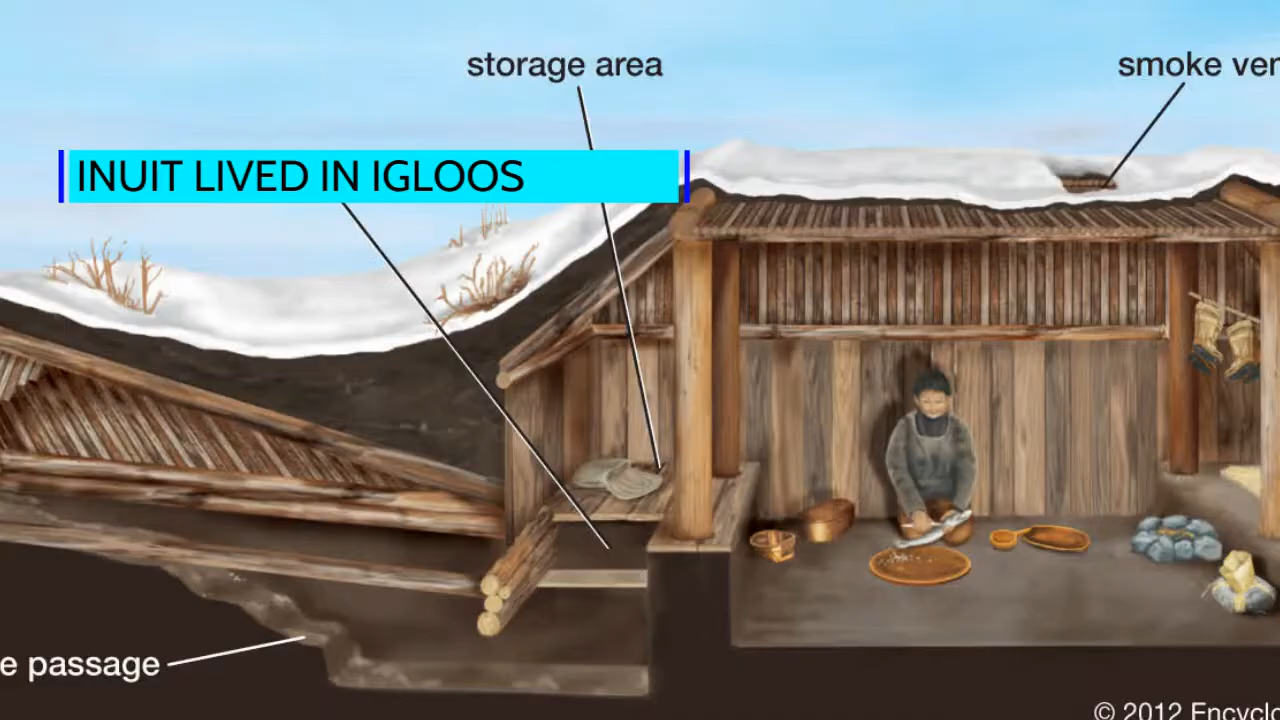 storage area
smoke ven
INUIT LIVED IN IGLOOS
e passage
© 2012 Encyclo